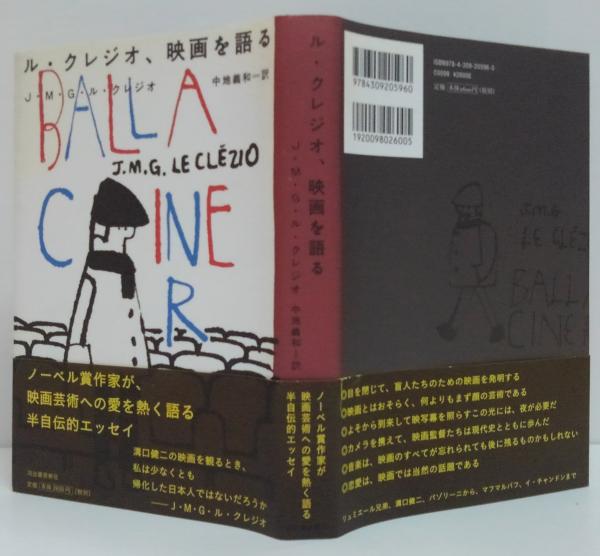 ル・クレジオ、映画を語る
J・M・G・ル・クレジオ
中地義和=訳
BALLA
J.M.G. LE CLÉZIO
CINE
R
ノーベル賞作家が、
映画芸術への愛を熱く語る
半自伝的エッセイ
溝口健二の映画を観るとき、
私は少なくとも
帰化した日本人ではないだろうか
——J・M・G・ル・クレジオ
河出書房新社
ル・クレジオ、映画を語る
J・M・G・ル・クレジオ
中地義和=訳
ノーベル賞作家が
映画芸術への愛を熱く語る
半自伝的エッセイ
9784309205960
1920098026005
ISBN978-4-309-20596-0
J.M.G
LE CLÉZIO
BALLA
CINE
◎目を閉じて、盲人たちのための映画を発明する
◎映画とはおそらく、何よりもまず顔の芸術である
◎よそから到来して映写幕を照らすこの光には、夜が必要だ
◎カメラを携えて、映画監督たちは現代史とともに歩んだ
◎音楽は、映画のすべてが忘れられても後に残るものかもしれない
◎恋愛は、映画では当然の話題である
リュミエール兄弟、溝口健二、パゾリーニから、マフマルバフ、イ・チャンドンまで